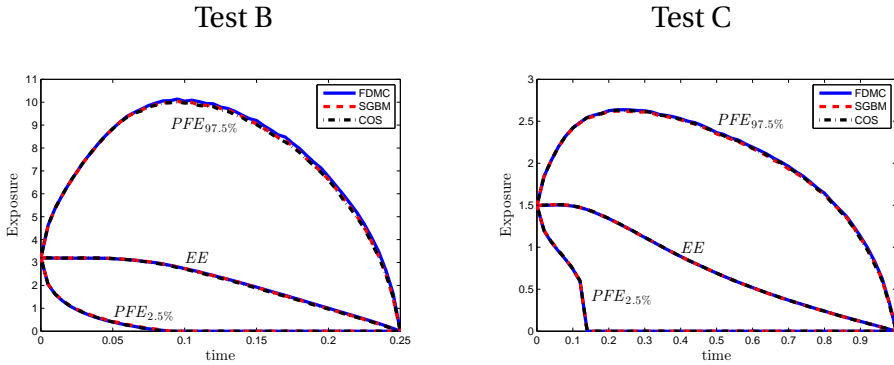 Test B
Test C
11
10
9
8
7
6
5
4
3
2
1
0
Exposure
0
0.05
0.1
0.15
0.2
0.25
time
FDMC
SGBM
COS
PFE97.5%
EE
PFE2.5%
3
2.5
2
1.5
1
0.5
0
Exposure
0
0.1
0.2
0.3
0.4
0.5
0.6
0.7
0.8
0.9
time
FDMC
SGBM
COS
PFE97.5%
EE
PFE2.5%